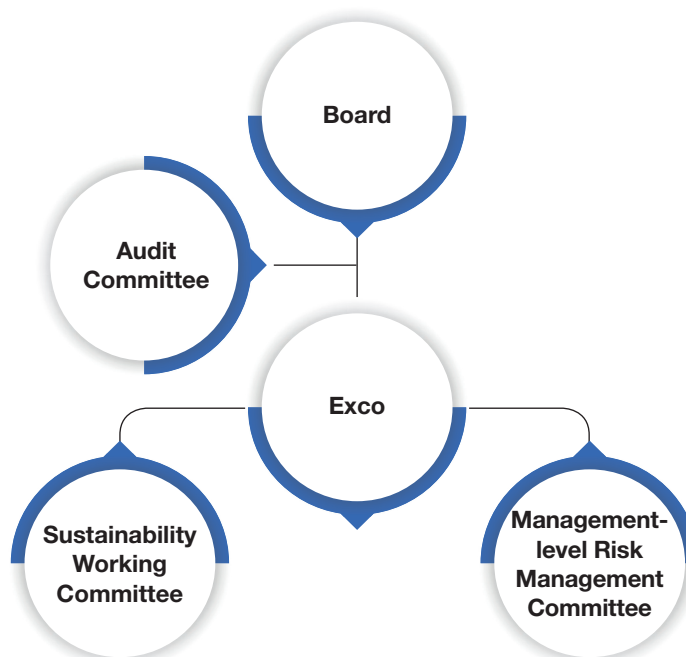 Board
Audit
Committee
Exco
Sustainability
Working
Committee
Management-
level Risk
Management
Committee